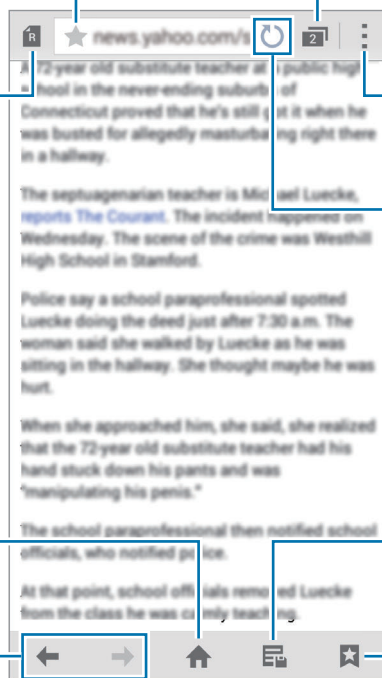 R news.yahoo.com/s 2
A 72-year old substitute teacher at a public high
school in the never-ending suburbs of
Connecticut proved that he's still got it when he
was busted for allegedly masturbating right there
in a hallway.
The septuagenarian teacher is Michael Luecke,
reports The Courant. The incident happened on
Wednesday. The scene of the crime was Westhill
High School in Stamford.
Police say a school paraprofessional spotted
Luecke doing the deed just after 7:30 a.m. The
woman said she walked by Luecke as he was
sitting in the hallway. She thought maybe he was
hurt.
When she approached him, she said, she realized
that the 72-year old substitute teacher had his
hand stuck down his pants and was
"manipulating his penis."
The school paraprofessional then notified school
officials, who notified police.
At that point, school officials removed Luecke
from the class he was calmly teaching.